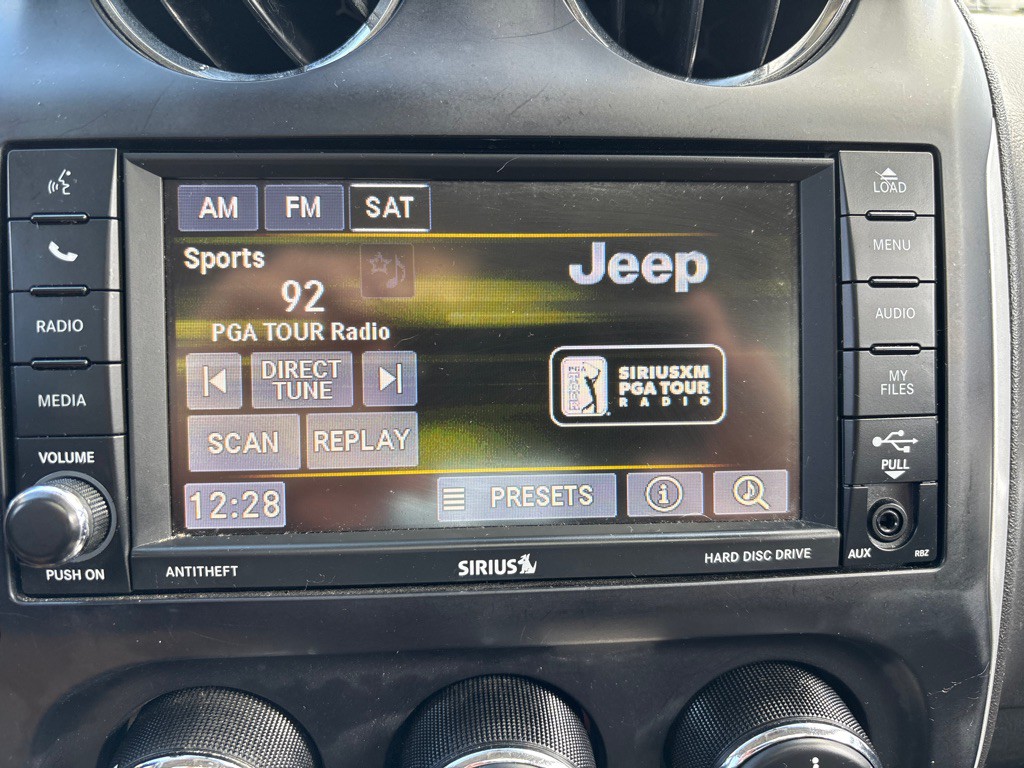 LOAD
AM FM SAT
MENU
Sports
Jeep
92
AUDIO
RADIO
PGA TOUR Radio
DIRECT
TUNE
SIRIUSXM
PGA TOUR
RADIO
MY
FILES
MEDIA
SCAN REPLAY
VOLUME
PULL
12:28
PRESETS
PUSH ON
ANTITHEFT
SIRIUS
HARD DISC DRIVE
AUX
RBZ